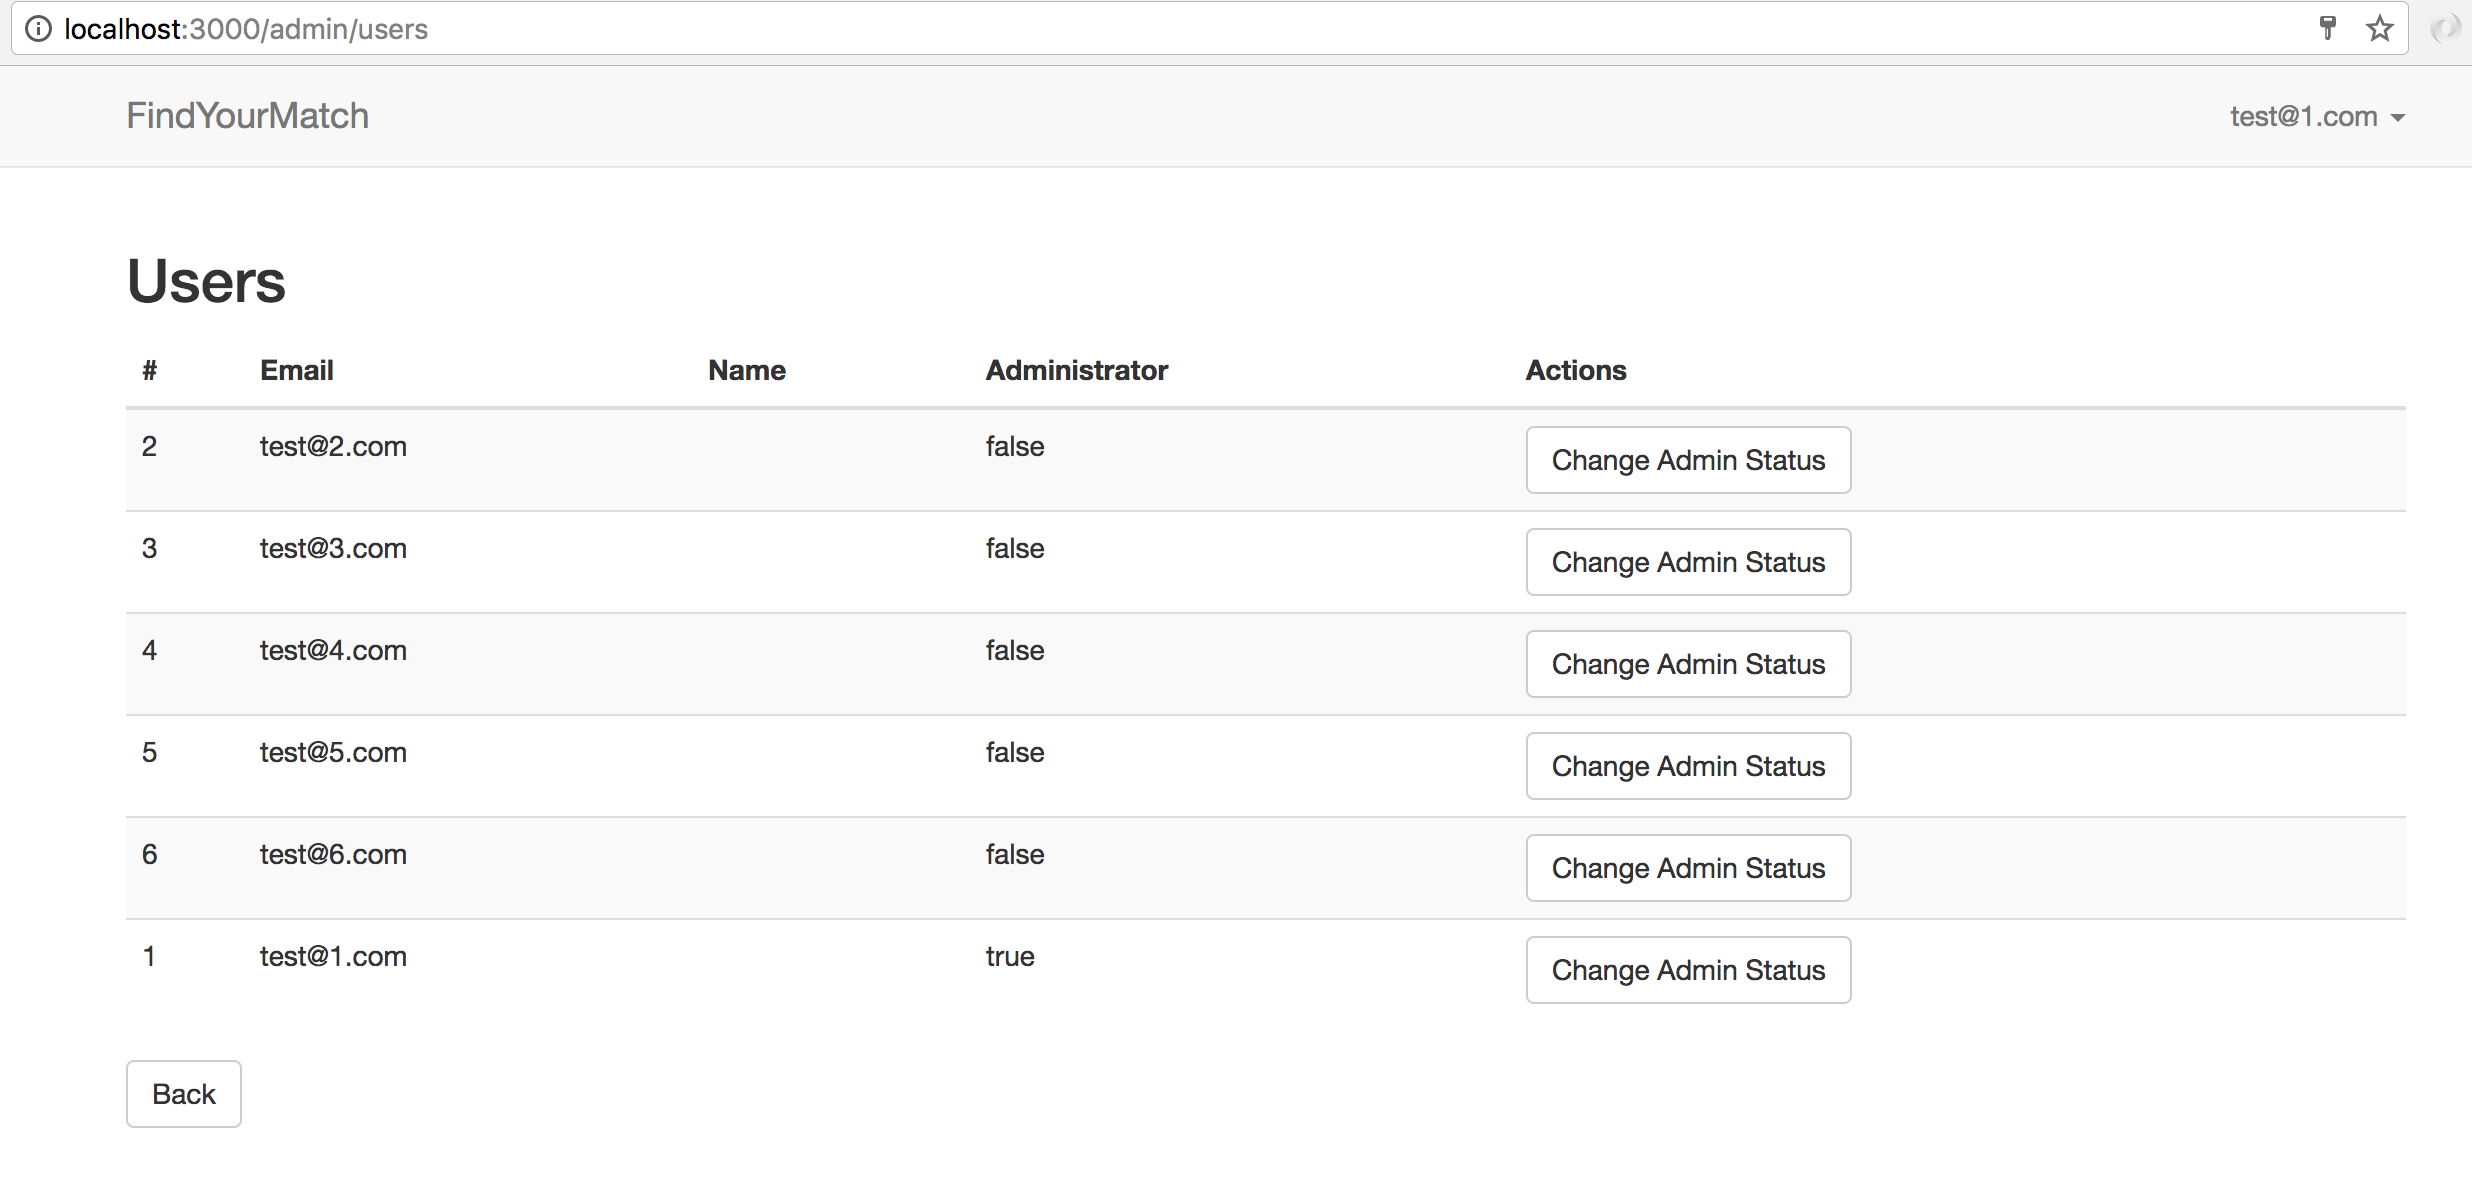 localhost:3000/admin/users
FindYourMatch test@1.com
Users
# Email Name Administrator Actions
2 test@2.com false Change Admin Status
3 test@3.com false Change Admin Status
4 test@4.com false Change Admin Status
5 test@5.com false Change Admin Status
6 test@6.com false Change Admin Status
1 test@1.com true Change Admin Status
Back